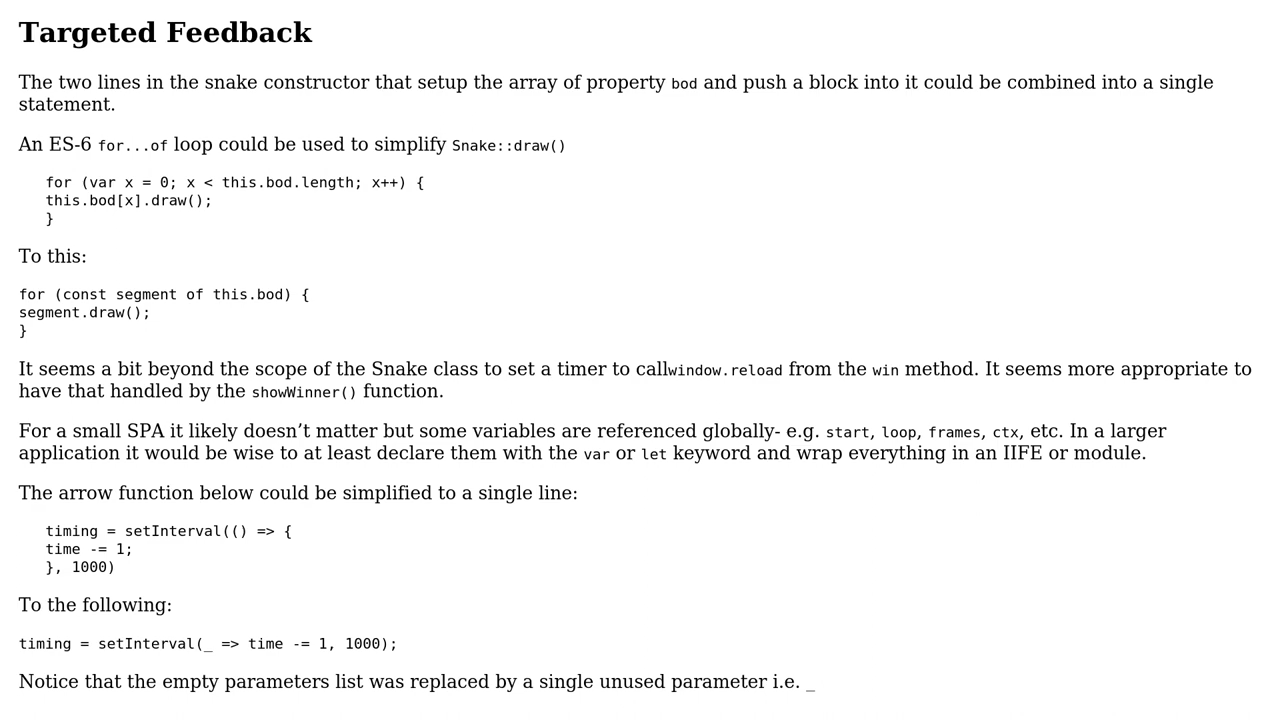 Targeted Feedback
The two lines in the snake constructor that setup the array of property bod and push a block into it could be combined into a single
statement.
An ES-6 for...of loop could be used to simplify Snake::draw()
for (var x = 0; x < this.bod.length; x++) {
this.bod[x].draw();
}
To this:
for (const segment of this.bod) {
segment.draw();
}
It seems a bit beyond the scope of the Snake class to set a timer to callwindow.reload from the win method. It seems more appropriate to
have that handled by the showWinner() function.
For a small SPA it likely doesn’t matter but some variables are referenced globally- e.g. start, loop, frames, ctx, etc. In a larger
application it would be wise to at least declare them with the var or let keyword and wrap everything in an IIFE or module.
The arrow function below could be simplified to a single line:
timing = setInterval(() => {
time -= 1;
}, 1000)
To the following:
timing = setInterval(_ => time -= 1, 1000);
Notice that the empty parameters list was replaced by a single unused parameter i.e. _